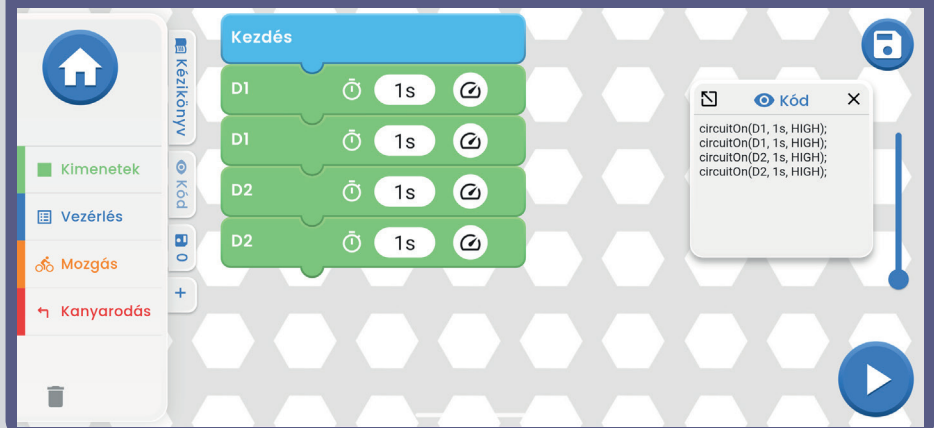 Kimenetek
Vezérlés
Mozgás
Kanyarodás
Kézikönyv
Kód
0
+
Kezdés
D1 1s
D1 1s
D2 1s
D2 1s
Kód
circuitOn(D1, 1s, HIGH);
circuitOn(D1, 1s, HIGH);
circuitOn(D2, 1s, HIGH);
circuitOn(D2, 1s, HIGH);